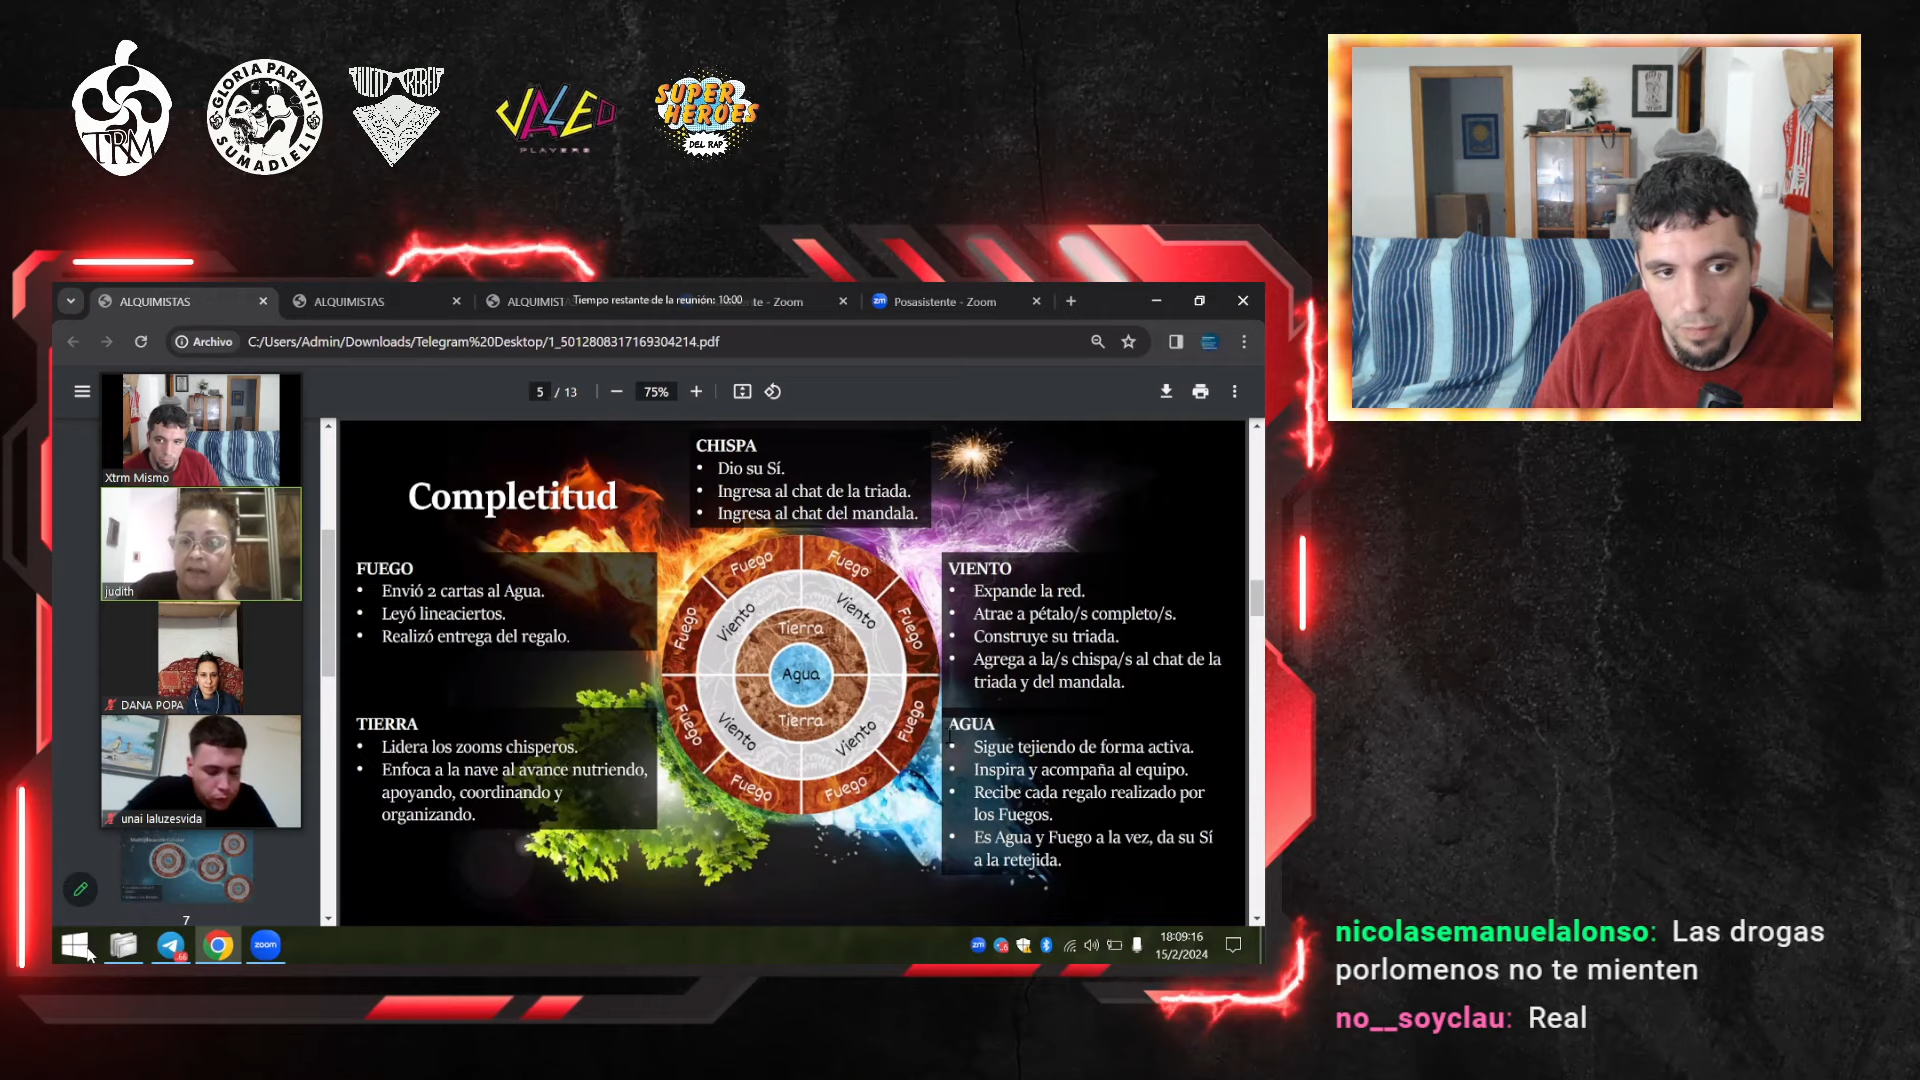 TRM
GLORIA PARATI
SUMADIELI
JALEO
PLAYERS
SUPER
HEROES
DEL RAP
ALQUIMISTAS
ALQUIMISTAS
ALQUIMIST
Tiempo restante de la reunión: 10:00
te - Zoom
Posasistente - Zoom
Archivo
C:/Users/Admin/Downloads/Telegram%20Desktop/1_5012808317169304214.pdf
5 / 13
75%
Xtrm Mismo
judith
DANA POPA
unai laluzesvida
7
Completitud
CHISPA
• Dio su Sí.
• Ingresa al chat de la triada.
• Ingresa al chat del mandala.
FUEGO
• Envió 2 cartas al Agua.
• Leyó lineaciertos.
• Realizó entrega del regalo.
TIERRA
• Lidera los zooms chisperos.
• Enfoca a la nave al avance nutriendo,
apoyando, coordinando y
organizando.
Fuego
Fuego
Fuego
Fuego
Fuego
Fuego
Fuego
Fuego
Viento
Viento
Viento
Viento
Tierra
Agua
Tierra
VIENTO
• Expande la red.
• Atrae a pétalo/s completo/s.
• Construye su triada.
• Agrega a la/s chispa/s al chat de la
triada y del mandala.
AGUA
• Sigue tejiendo de forma activa.
• Inspira y acompaña al equipo.
• Recibe cada regalo realizado por
los Fuegos.
• Es Agua y Fuego a la vez, da su Sí
a la retejida.
zoom
zm
18:09:16
15/2/2024
nicolasemanuelalonso: Las drogas
porlomenos no te mienten
no__soyclau: Real